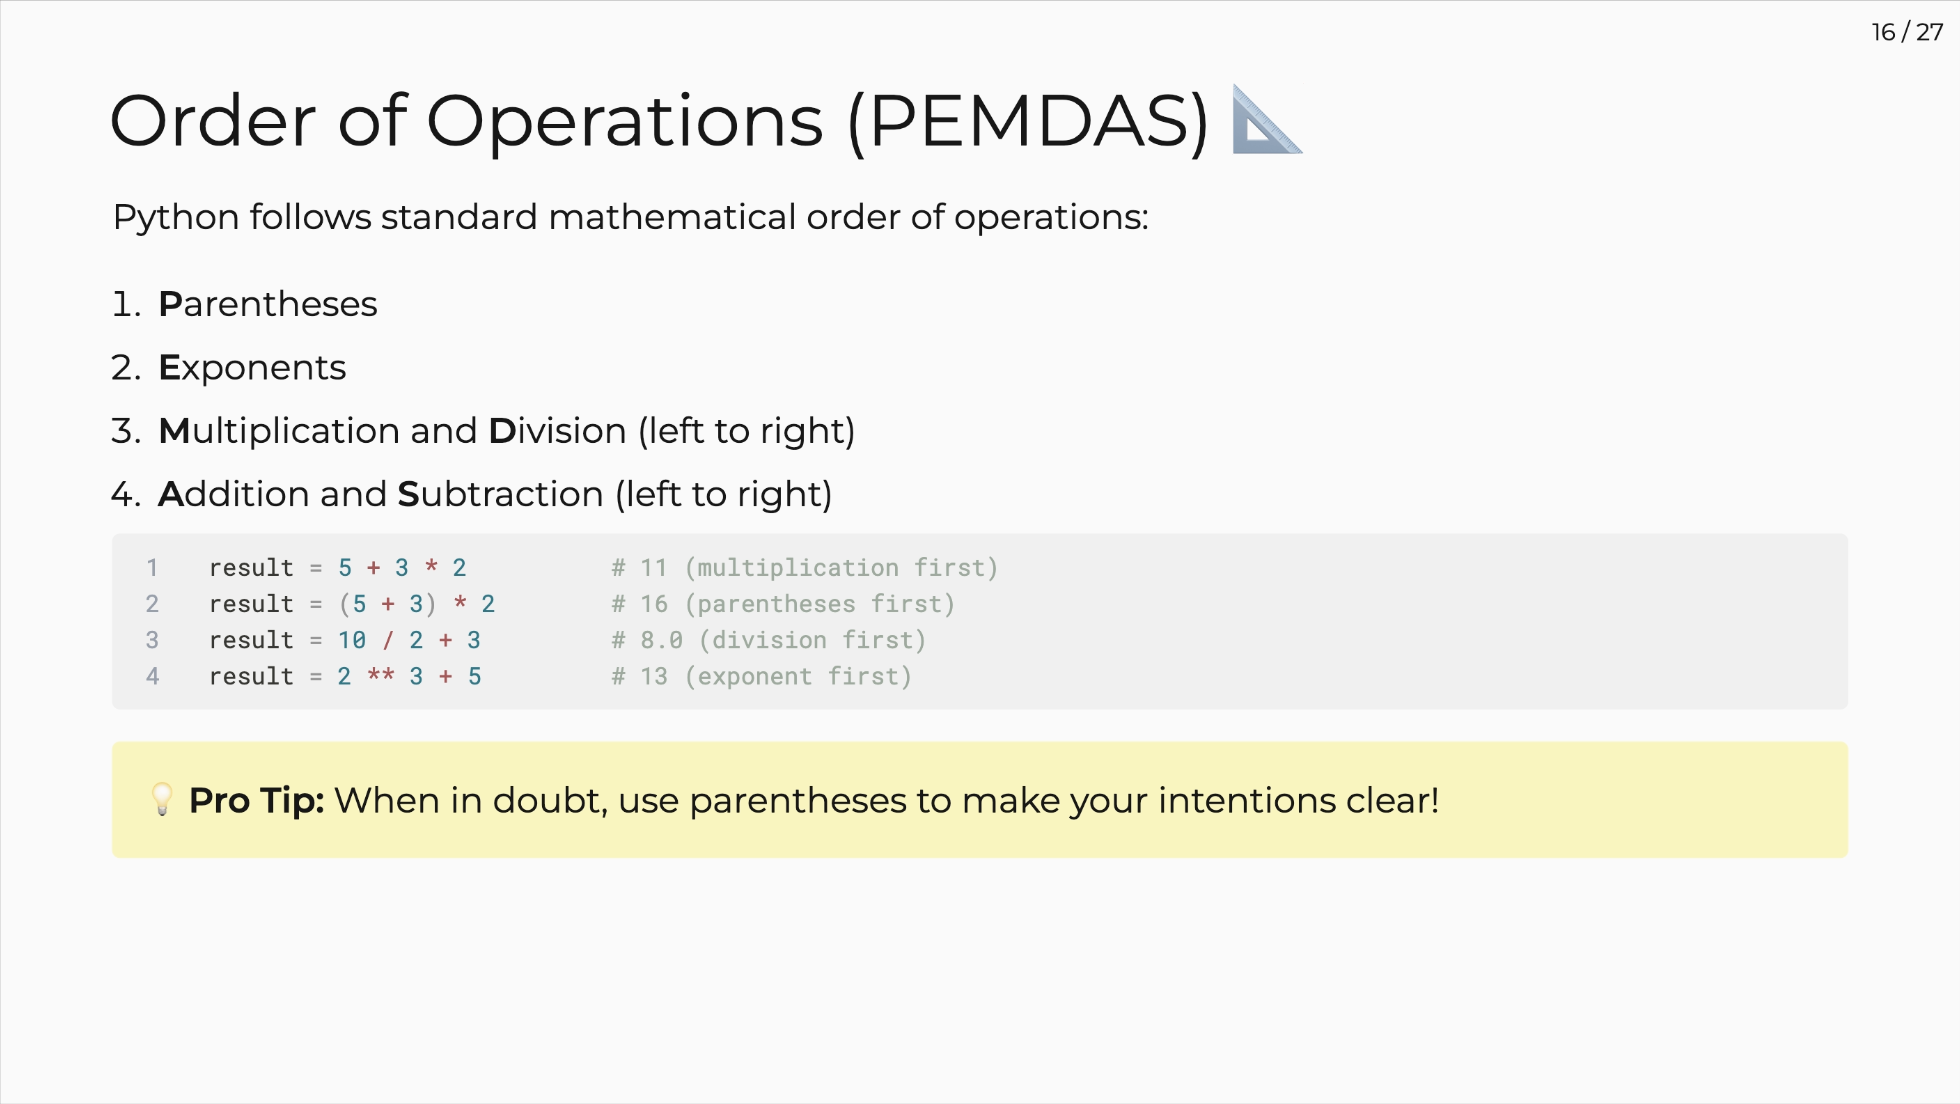 16 / 27
Order of Operations (PEMDAS)
Python follows standard mathematical order of operations:
1. Parentheses
2. Exponents
3. Multiplication and Division (left to right)
4. Addition and Subtraction (left to right)
1 result = 5 + 3 * 2 # 11 (multiplication first)
2 result = (5 + 3) * 2 # 16 (parentheses first)
3 result = 10 / 2 + 3 # 8.0 (division first)
4 result = 2 ** 3 + 5 # 13 (exponent first)
💡 Pro Tip: When in doubt, use parentheses to make your intentions clear!